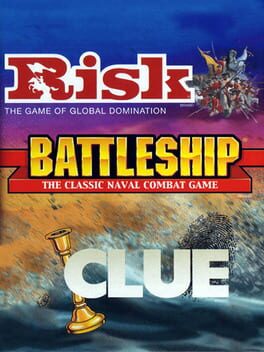 Risk
THE GAME OF GLOBAL DOMINATION
BATTLESHIP
THE CLASSIC NAVAL COMBAT GAME
CLUE